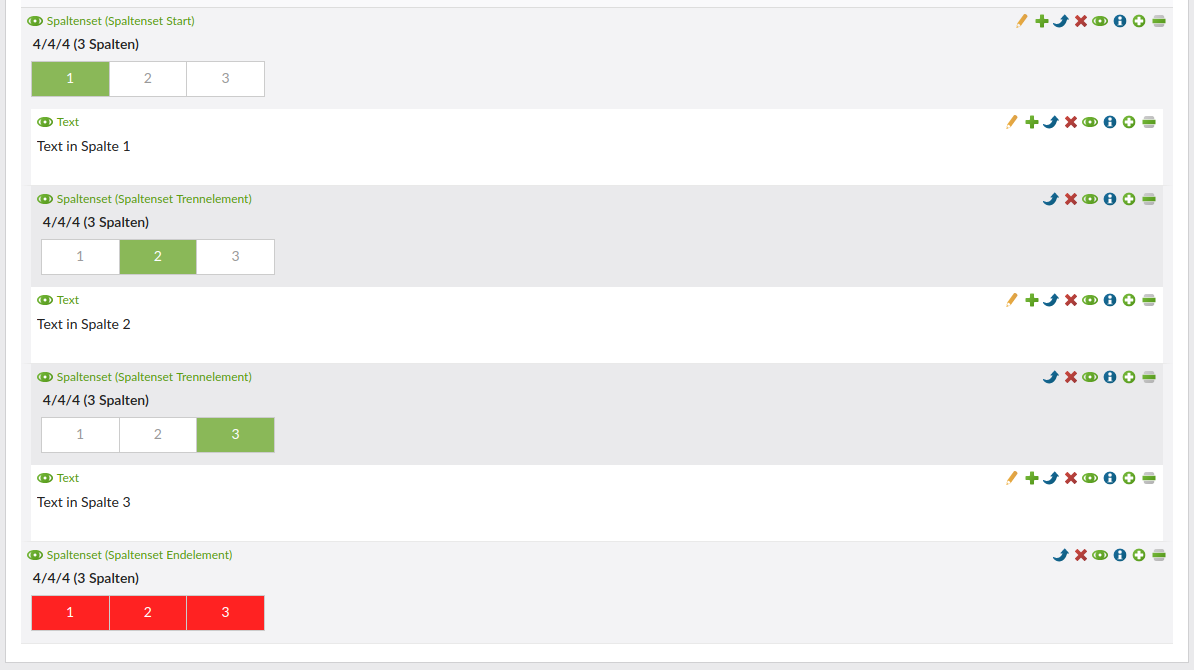 Spaltenset (Spaltenset Start)
4/4/4 (3 Spalten)
1 2 3
Text
Text in Spalte 1
Spaltenset (Spaltenset Trennelement)
4/4/4 (3 Spalten)
1 2 3
Text
Text in Spalte 2
Spaltenset (Spaltenset Trennelement)
4/4/4 (3 Spalten)
1 2 3
Text
Text in Spalte 3
Spaltenset (Spaltenset Endelement)
4/4/4 (3 Spalten)
1 2 3